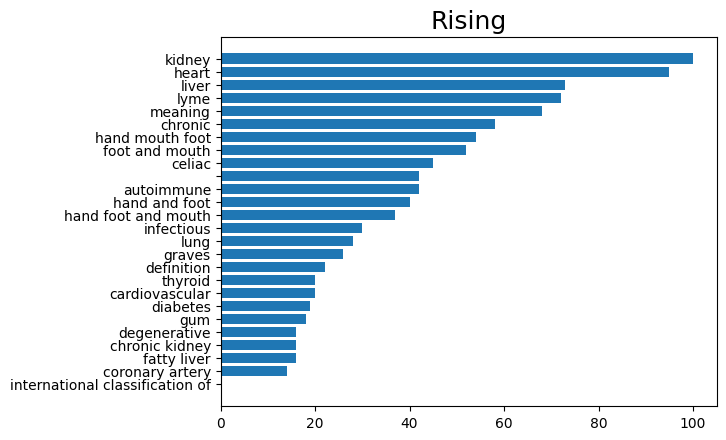 Rising
kidney
heart
liver
lyme
meaning
chronic
hand mouth foot
foot and mouth
celiac
autoimmune
hand and foot
hand foot and mouth
infectious
lung
graves
definition
thyroid
cardiovascular
diabetes
gum
degenerative
chronic kidney
fatty liver
coronary artery
international classification of
0 20 40 60 80 100